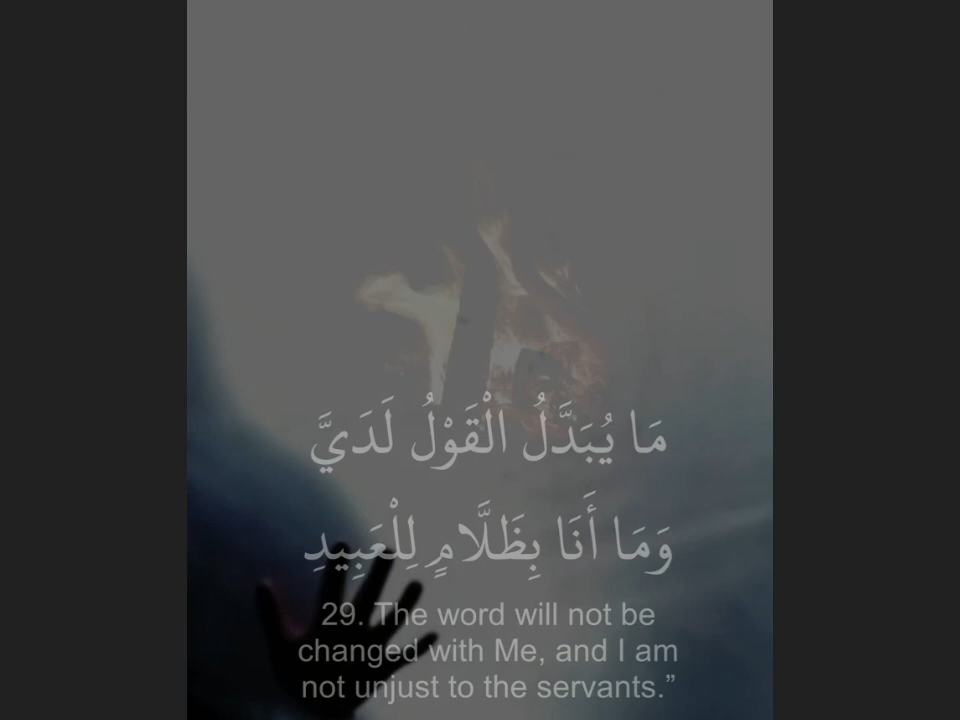 مَا يُبَدَّلُ الْقَوْلُ لَدَيَّ
وَمَا أَنَا بِظَلَّامٍ لِلْعَبِيدِ
29. The word will not be
changed with Me, and I am
not unjust to the servants.”